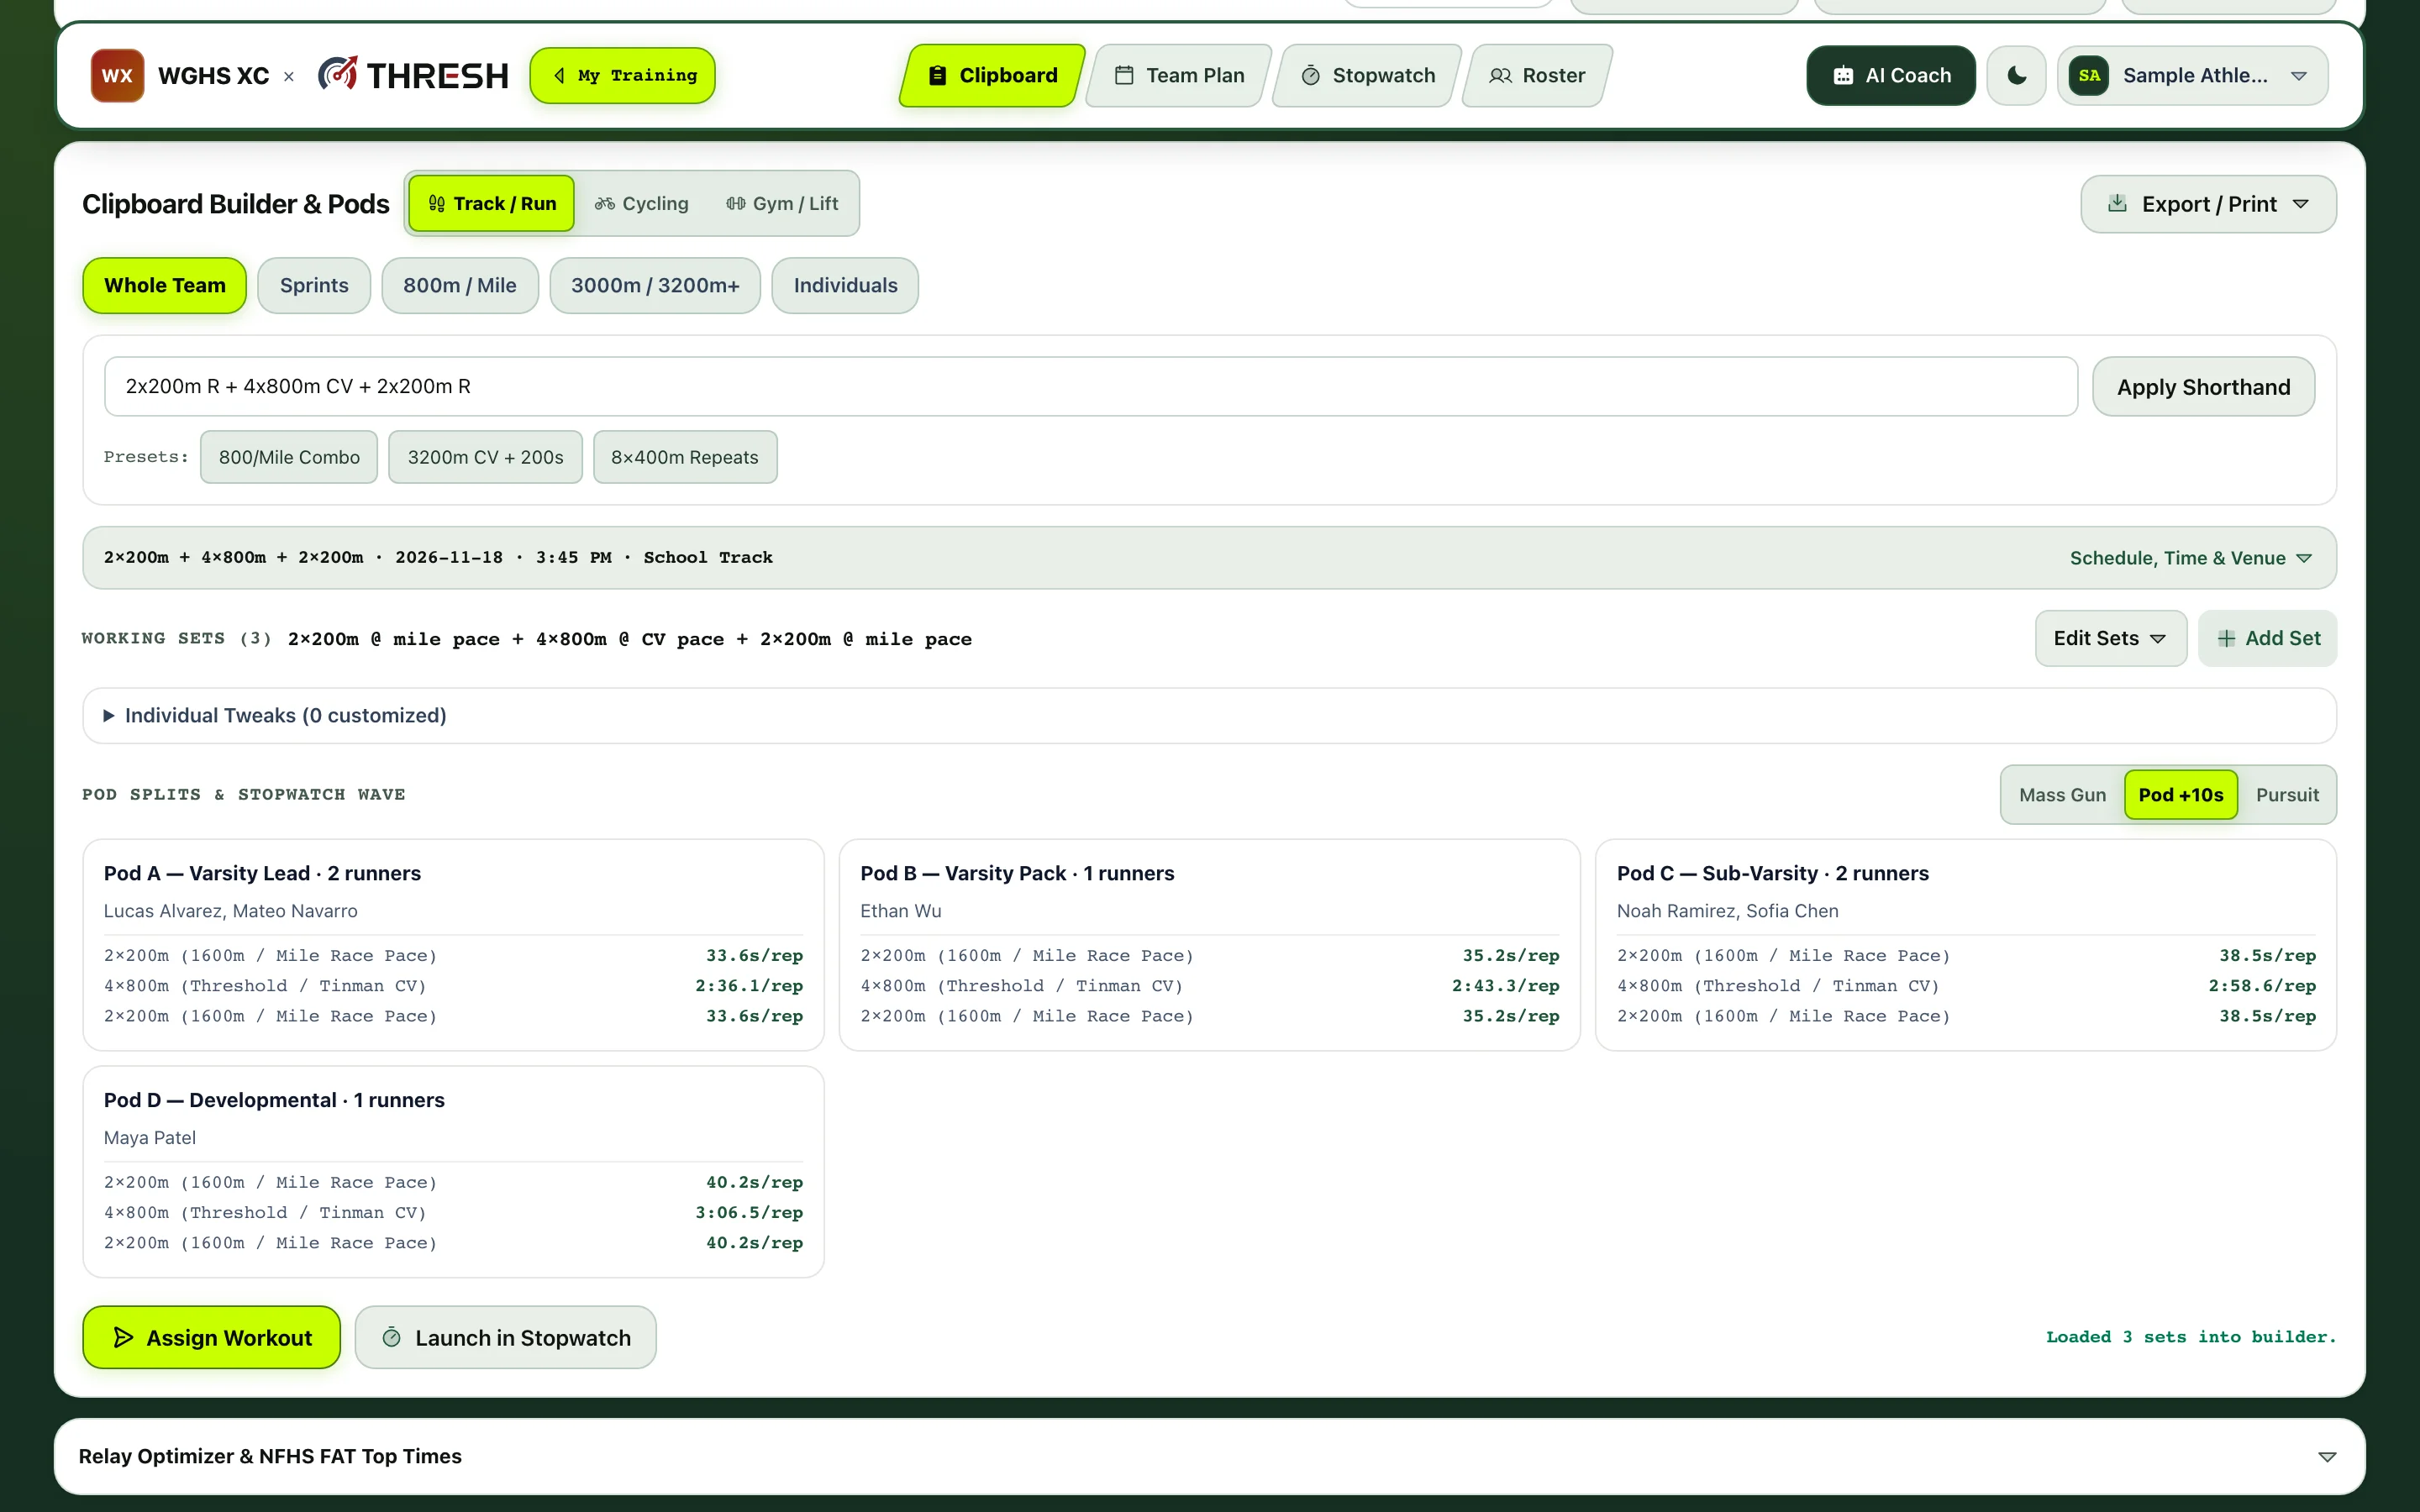 WX WGHS XC × THRESH My Training Clipboard Team Plan Stopwatch Roster AI Coach SA Sample Athle...
Clipboard Builder & Pods Track / Run Cycling Gym / Lift Export / Print
Whole Team Sprints 800m / Mile 3000m / 3200m+ Individuals
2x200m R + 4x800m CV + 2x200m R Apply Shorthand
Presets: 800/Mile Combo 3200m CV + 200s 8×400m Repeats
2×200m + 4×800m + 2×200m · 2026-11-18 · 3:45 PM · School Track Schedule, Time & Venue
WORKING SETS (3) 2×200m @ mile pace + 4×800m @ CV pace + 2×200m @ mile pace Edit Sets Add Set
Individual Tweaks (0 customized)
POD SPLITS & STOPWATCH WAVE Mass Gun Pod +10s Pursuit
Pod A — Varsity Lead · 2 runners
Lucas Alvarez, Mateo Navarro
2×200m (1600m / Mile Race Pace) 33.6s/rep
4×800m (Threshold / Tinman CV) 2:36.1/rep
2×200m (1600m / Mile Race Pace) 33.6s/rep
Pod B — Varsity Pack · 1 runners
Ethan Wu
2×200m (1600m / Mile Race Pace) 35.2s/rep
4×800m (Threshold / Tinman CV) 2:43.3/rep
2×200m (1600m / Mile Race Pace) 35.2s/rep
Pod C — Sub-Varsity · 2 runners
Noah Ramirez, Sofia Chen
2×200m (1600m / Mile Race Pace) 38.5s/rep
4×800m (Threshold / Tinman CV) 2:58.6/rep
2×200m (1600m / Mile Race Pace) 38.5s/rep
Pod D — Developmental · 1 runners
Maya Patel
2×200m (1600m / Mile Race Pace) 40.2s/rep
4×800m (Threshold / Tinman CV) 3:06.5/rep
2×200m (1600m / Mile Race Pace) 40.2s/rep
Assign Workout Launch in Stopwatch Loaded 3 sets into builder.
Relay Optimizer & NFHS FAT Top Times